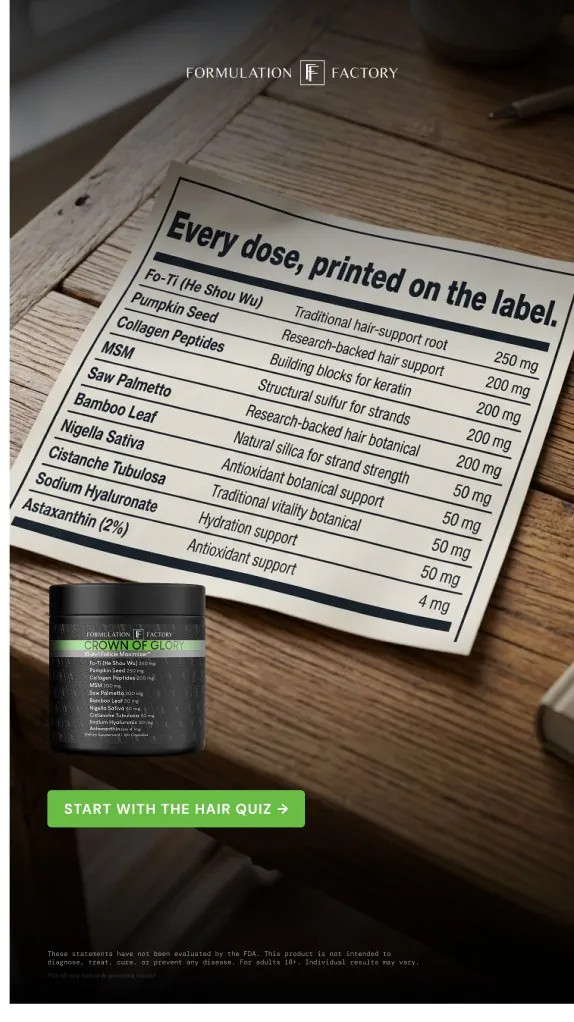 FORMULATION F FACTORY
Every dose, printed on the label.
Fo-Ti (He Shou Wu) Traditional hair-support root 250 mg
Pumpkin Seed Research-backed hair support 200 mg
Collagen Peptides Building blocks for keratin 200 mg
MSM Structural sulfur for strands 200 mg
Saw Palmetto Research-backed hair botanical 200 mg
Bamboo Leaf Natural silica for strand strength 50 mg
Nigella Sativa Antioxidant botanical support 50 mg
Cistanche Tubulosa Traditional vitality botanical 50 mg
Sodium Hyaluronate Hydration support 50 mg
Astaxanthin (2%) Antioxidant support 4 mg
FORMULATION F FACTORY
CROWN OF GLORY
10-in-1 Follicle Maximizer
Fo-Ti (He Shou Wu)
Pumpkin Seed
Collagen Peptides 200 mg
MSM 200 mg
Saw Palmetto
Bamboo Leaf 50 mg
Nigella Sativa 50 mg
Cistanche Tubulosa 50 mg
Sodium Hyaluronic 50 mg
Astaxanthin 4 mg
START WITH THE HAIR QUIZ →
These statements have not been evaluated by the FDA. This product is not intended to
diagnose, treat, cure, or prevent any disease. For adults 18+. Individual results may vary.